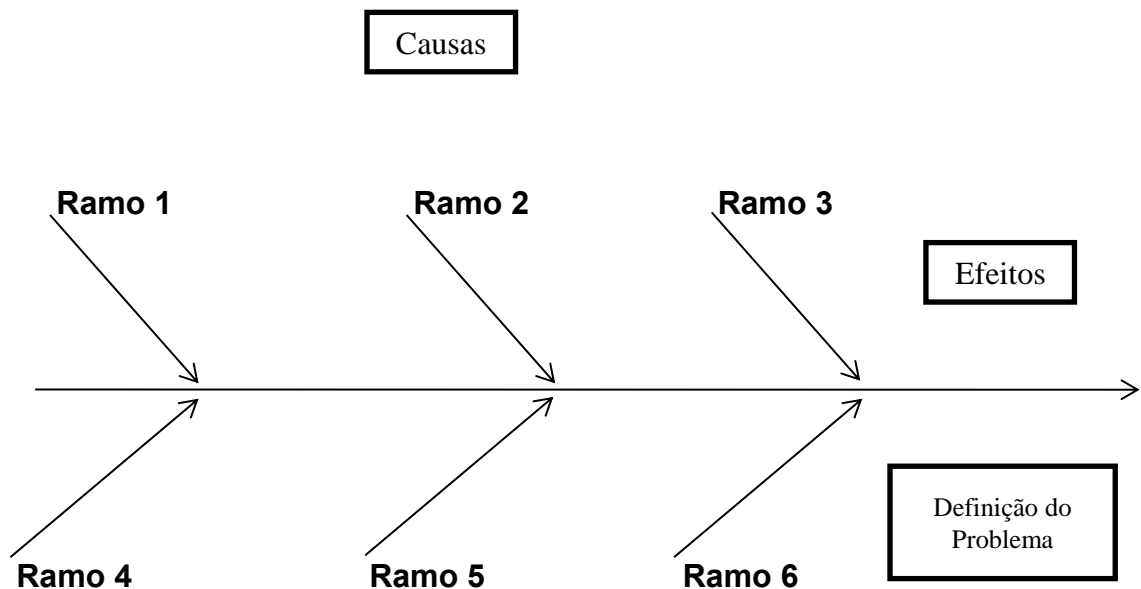 Causas
Ramo 1
Ramo 2
Ramo 3
Efeitos
Definição do
Problema
Ramo 4
Ramo 5
Ramo 6